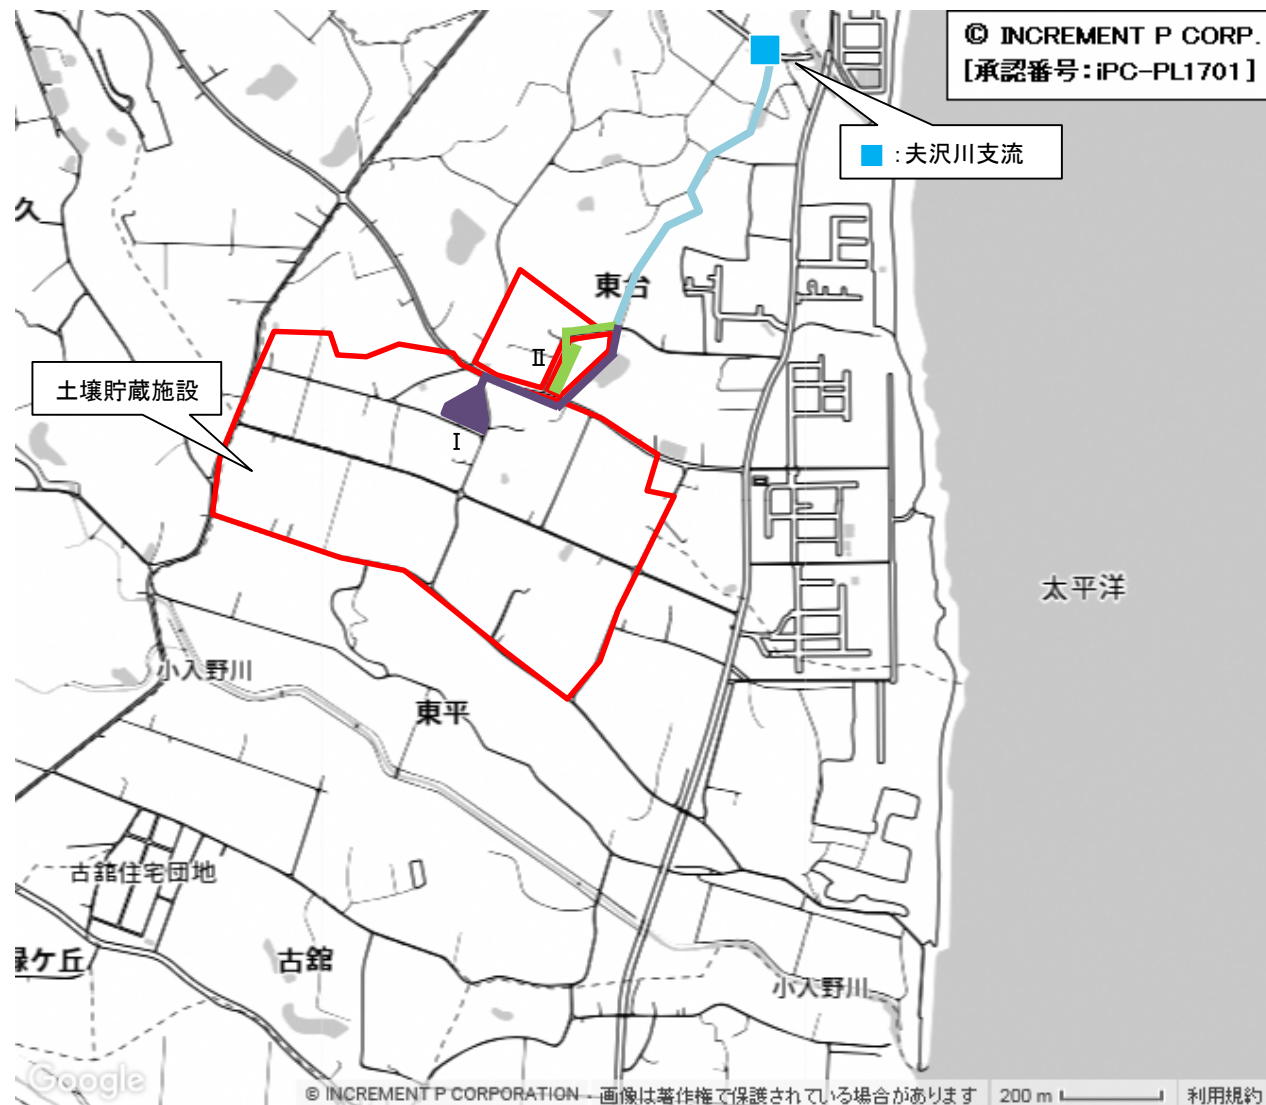 © INCREMENT P CORP.
[承認番号:iPC-PL1701]
■:夫沢川支流
久
東台
Ⅱ
土壌貯蔵施設
Ⅰ
太平洋
小入野川
東平
古舘住宅団地
緑ケ丘
古舘
小入野川
Google
© INCREMENT P CORPORATION - 画像は著作権で保護されている場合があります
200 m
利用規約